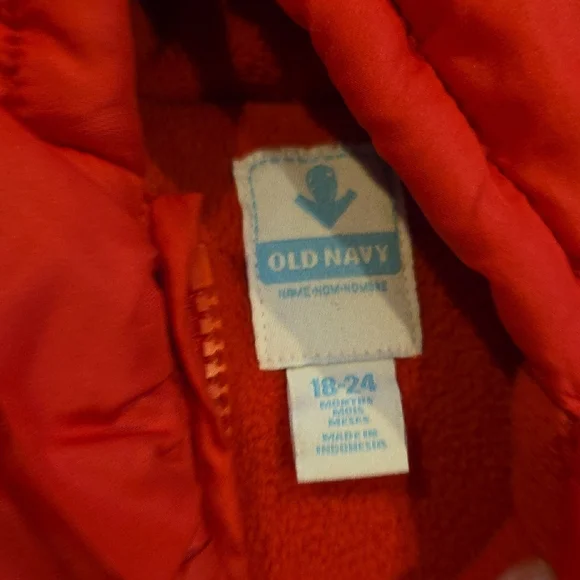 OLD NAVY
NAME·NOM·NOMBRE
18-24
MONTHS
MOIS
MESES
MADE IN
INDONESIA